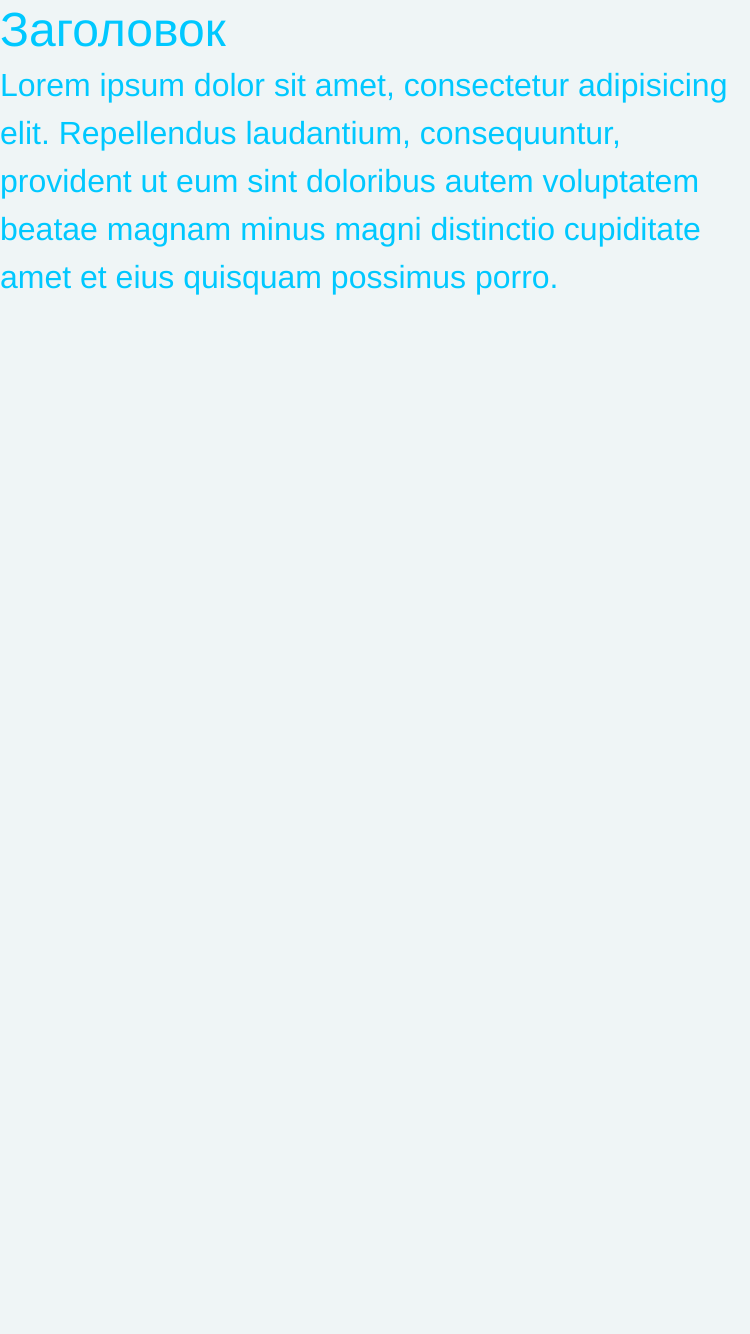 Заголовок
Lorem ipsum dolor sit amet, consectetur adipisicing
elit. Repellendus laudantium, consequuntur,
provident ut eum sint doloribus autem voluptatem
beatae magnam minus magni distinctio cupiditate
amet et eius quisquam possimus porro.